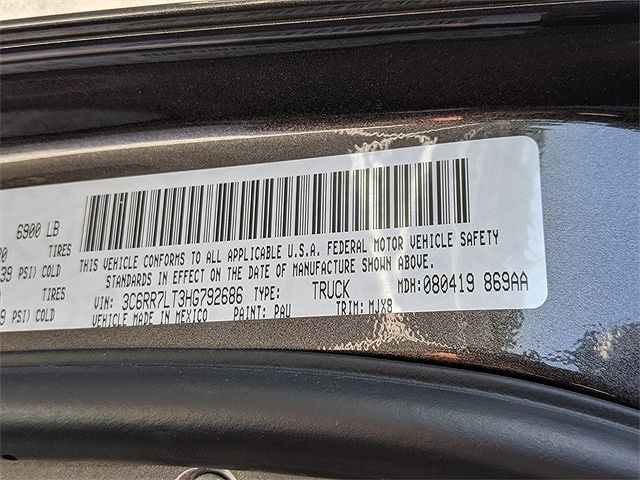 6900 LB
TIRES
39 PSI) COLD
TIRES
9 PSI) COLD
THIS VEHICLE CONFORMS TO ALL APPLICABLE U.S.A. FEDERAL MOTOR VEHICLE SAFETY
STANDARDS IN EFFECT ON THE DATE OF MANUFACTURE SHOWN ABOVE.
VIN: 3C6RR7LT3HG792686 TYPE: TRUCK MDH: 080419 869AA
VEHICLE MADE IN MEXICO PAINT: PAU TRIM: MJX8